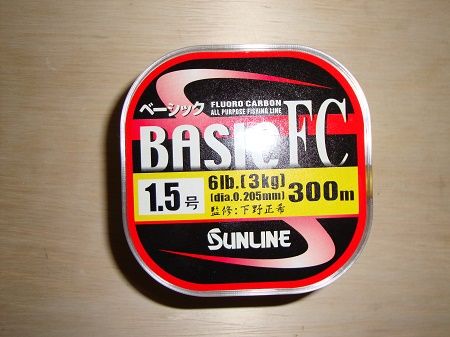 ベーシック
FLUORO CARBON
ALL PURPOSE FISHING LINE
BASIC FC
1.5号
6lb.(3kg)
(dia.0.205mm)
監修:下野正希
300m
SUNLINE